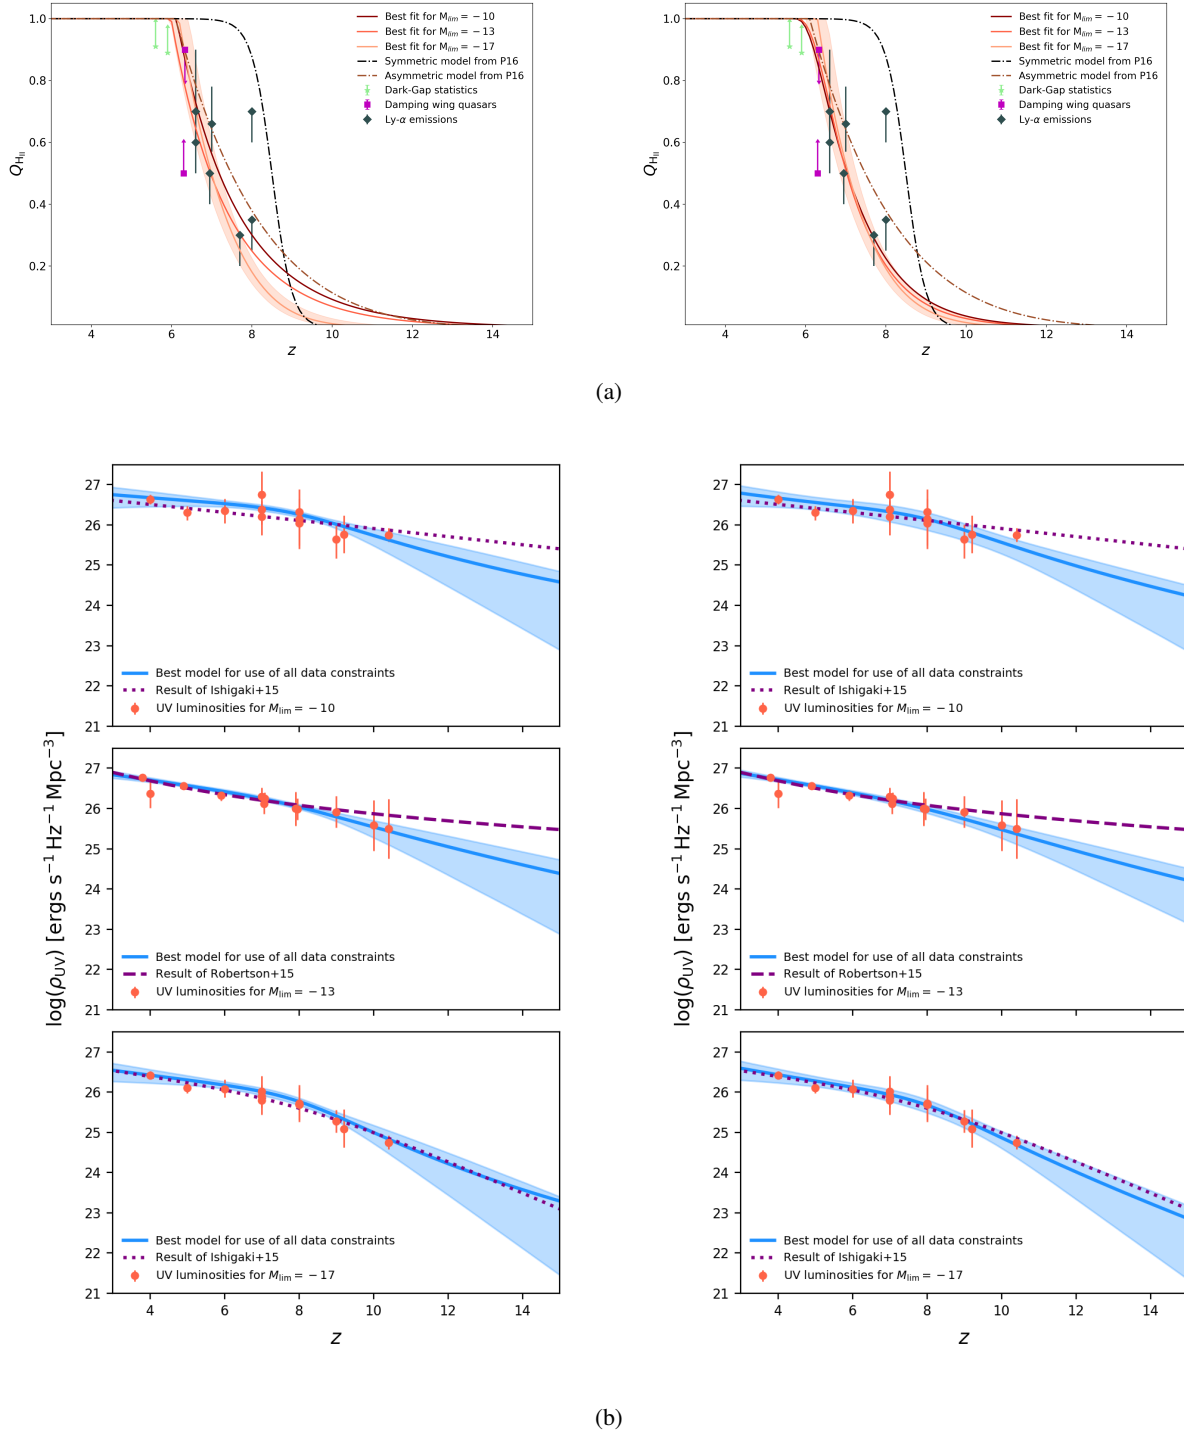 1.0
0.8
0.6
0.4
0.2
Q_HII
4 6 8 10 12 14
z
Best fit for M_lim = −10
Best fit for M_lim = −13
Best fit for M_lim = −17
Symmetric model from P16
Asymmetric model from P16
Dark-Gap statistics
Damping wing quasars
Ly-α emissions
1.0
0.8
0.6
0.4
0.2
Q_HII
4 6 8 10 12 14
z
Best fit for M_lim = −10
Best fit for M_lim = −13
Best fit for M_lim = −17
Symmetric model from P16
Asymmetric model from P16
Dark-Gap statistics
Damping wing quasars
Ly-α emissions
(a)
log(ρ_UV) [ergs s⁻¹ Hz⁻¹ Mpc⁻³]
27
26
25
24
23
22
21
Best model for use of all data constraints
Result of Ishigaki+15
UV luminosities for M_lim = −10
27
26
25
24
23
22
21
Best model for use of all data constraints
Result of Robertson+15
UV luminosities for M_lim = −13
27
26
25
24
23
22
21
Best model for use of all data constraints
Result of Ishigaki+15
UV luminosities for M_lim = −17
4 6 8 10 12 14
z
log(ρ_UV) [ergs s⁻¹ Hz⁻¹ Mpc⁻³]
27
26
25
24
23
22
21
Best model for use of all data constraints
Result of Ishigaki+15
UV luminosities for M_lim = −10
27
26
25
24
23
22
21
Best model for use of all data constraints
Result of Robertson+15
UV luminosities for M_lim = −13
27
26
25
24
23
22
21
Best model for use of all data constraints
Result of Ishigaki+15
UV luminosities for M_lim = −17
4 6 8 10 12 14
z
(b)